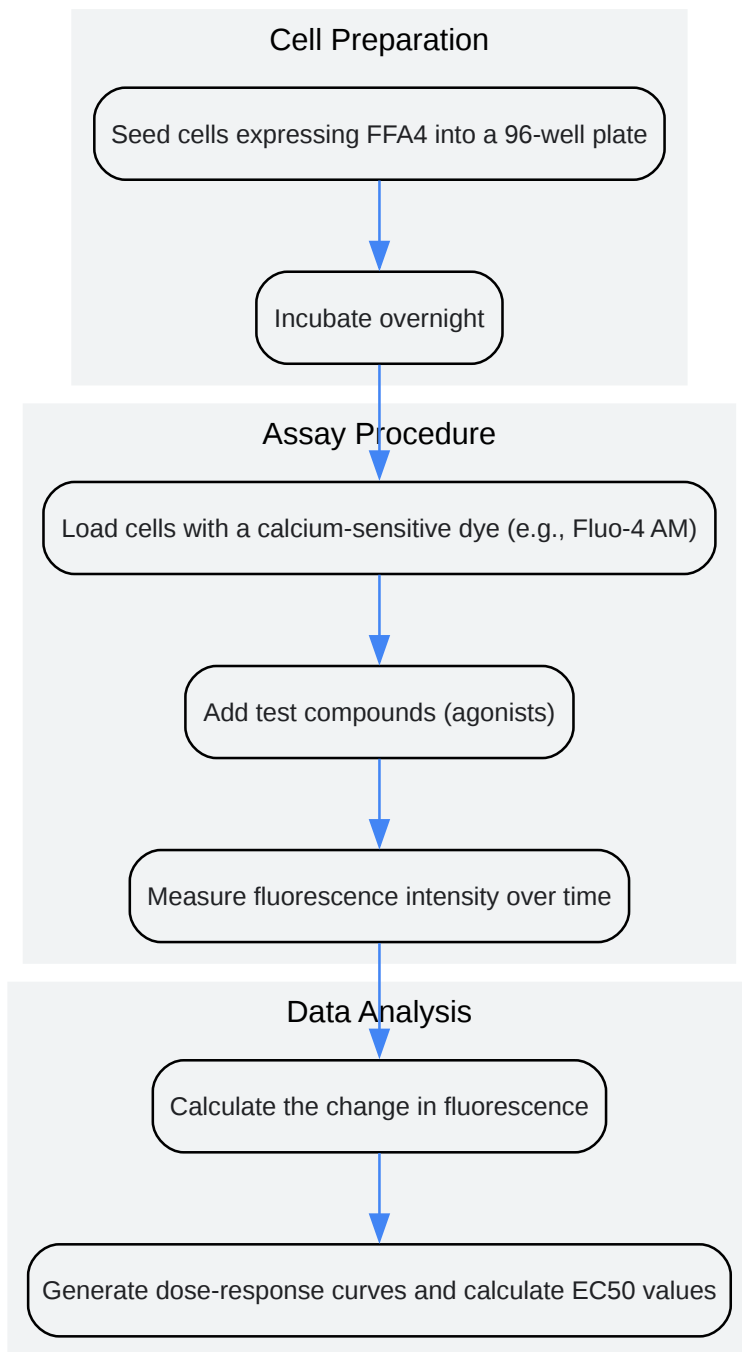 Cell Preparation
Seed cells expressing FFA4 into a 96-well plate
Incubate overnight
Assay Procedure
Load cells with a calcium-sensitive dye (e.g., Fluo-4 AM)
Add test compounds (agonists)
Measure fluorescence intensity over time
Data Analysis
Calculate the change in fluorescence
Generate dose-response curves and calculate EC50 values